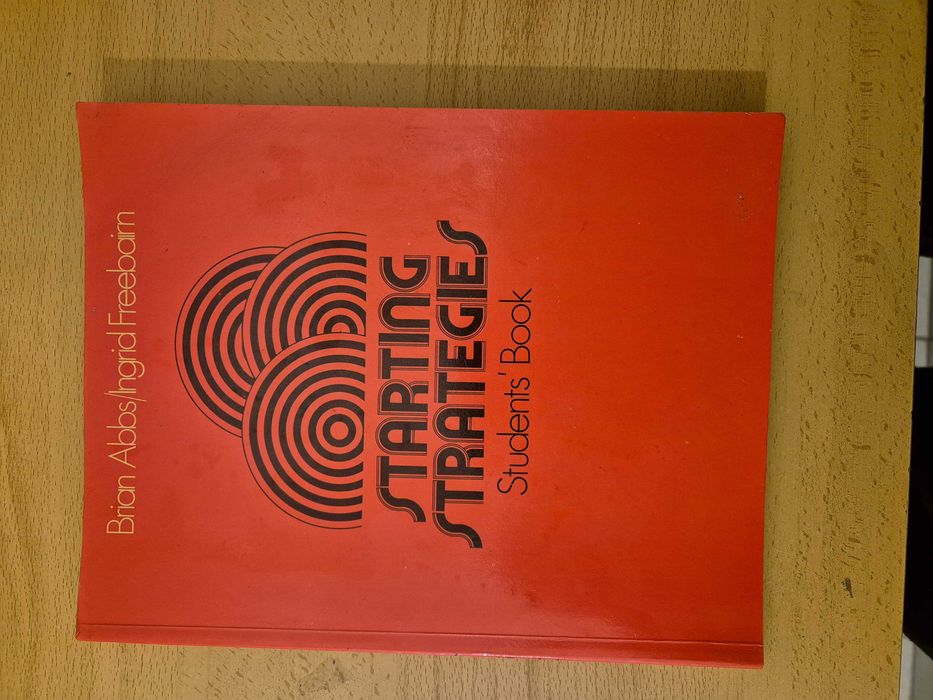 Brian Abbs/Ingrid Freebairn
STARTING
STRATEGIES
Students' Book